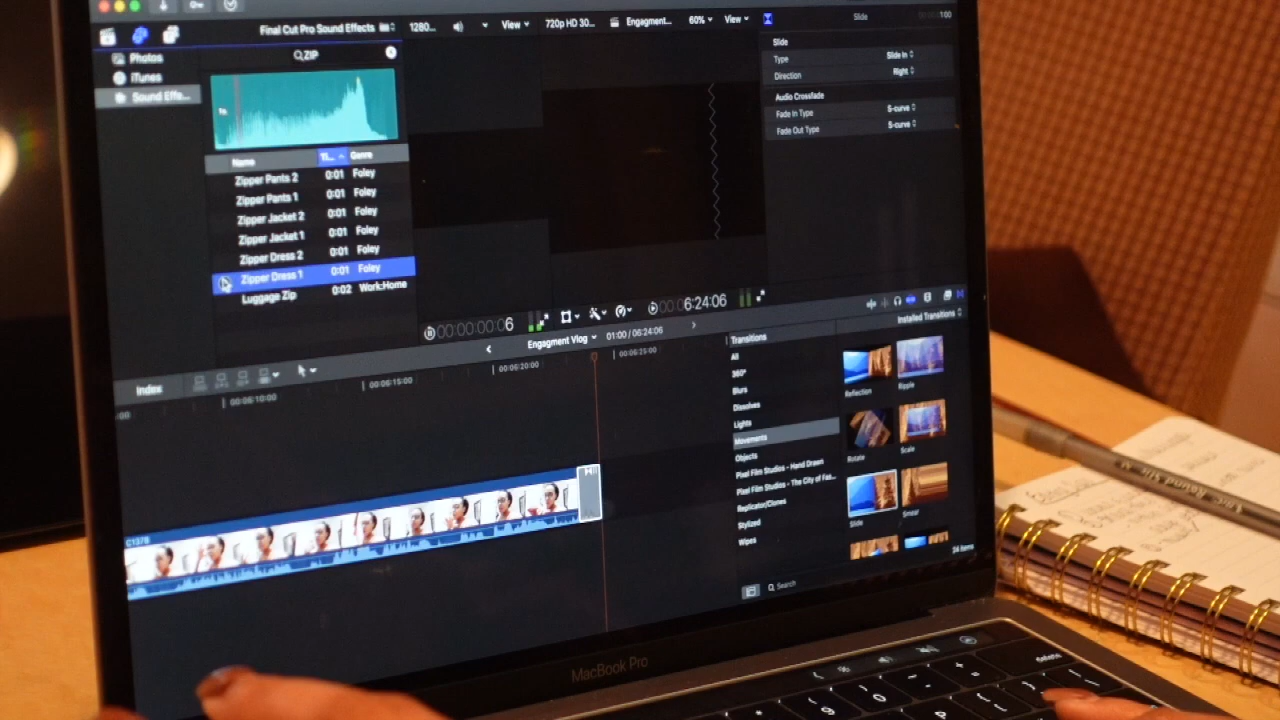 Final Cut Pro Sound Effects
1280...
View
720p HD 30...
Engagment...
60%
View
Slide
100
Photos
iTunes
Sound Effe...
ZIP
Name
Ti...
Genre
Zipper Pants 2 0:01 Foley
Zipper Pants 1 0:01 Foley
Zipper Jacket 2 0:01 Foley
Zipper Jacket 1 0:01 Foley
Zipper Dress 2 0:01 Foley
Zipper Dress 1 0:01 Foley
Luggage Zip 0:02 Work:Home
Slide
Type Slide In
Direction Right
Audio Crossfade
Fade In Type S-curve
Fade Out Type S-curve
00:00:00:0 6
6:24:06
Index
Engagment Vlog
01:00 / 06:24:06
Installed Transitions
00:06:10:00
00:06:15:00
00:06:20:00
00:06:25:00
C1378
Transitions
All
360°
Blurs
Dissolves
Lights
Movements
Objects
Pixel Film Studios - Hand Drawn
Pixel Film Studios - The City of Fas...
Replicator/Clones
Stylized
Wipes
Reflection
Ripple
Rotate
Scale
Slide
Smear
24 items
Search
MacBook Pro
delete